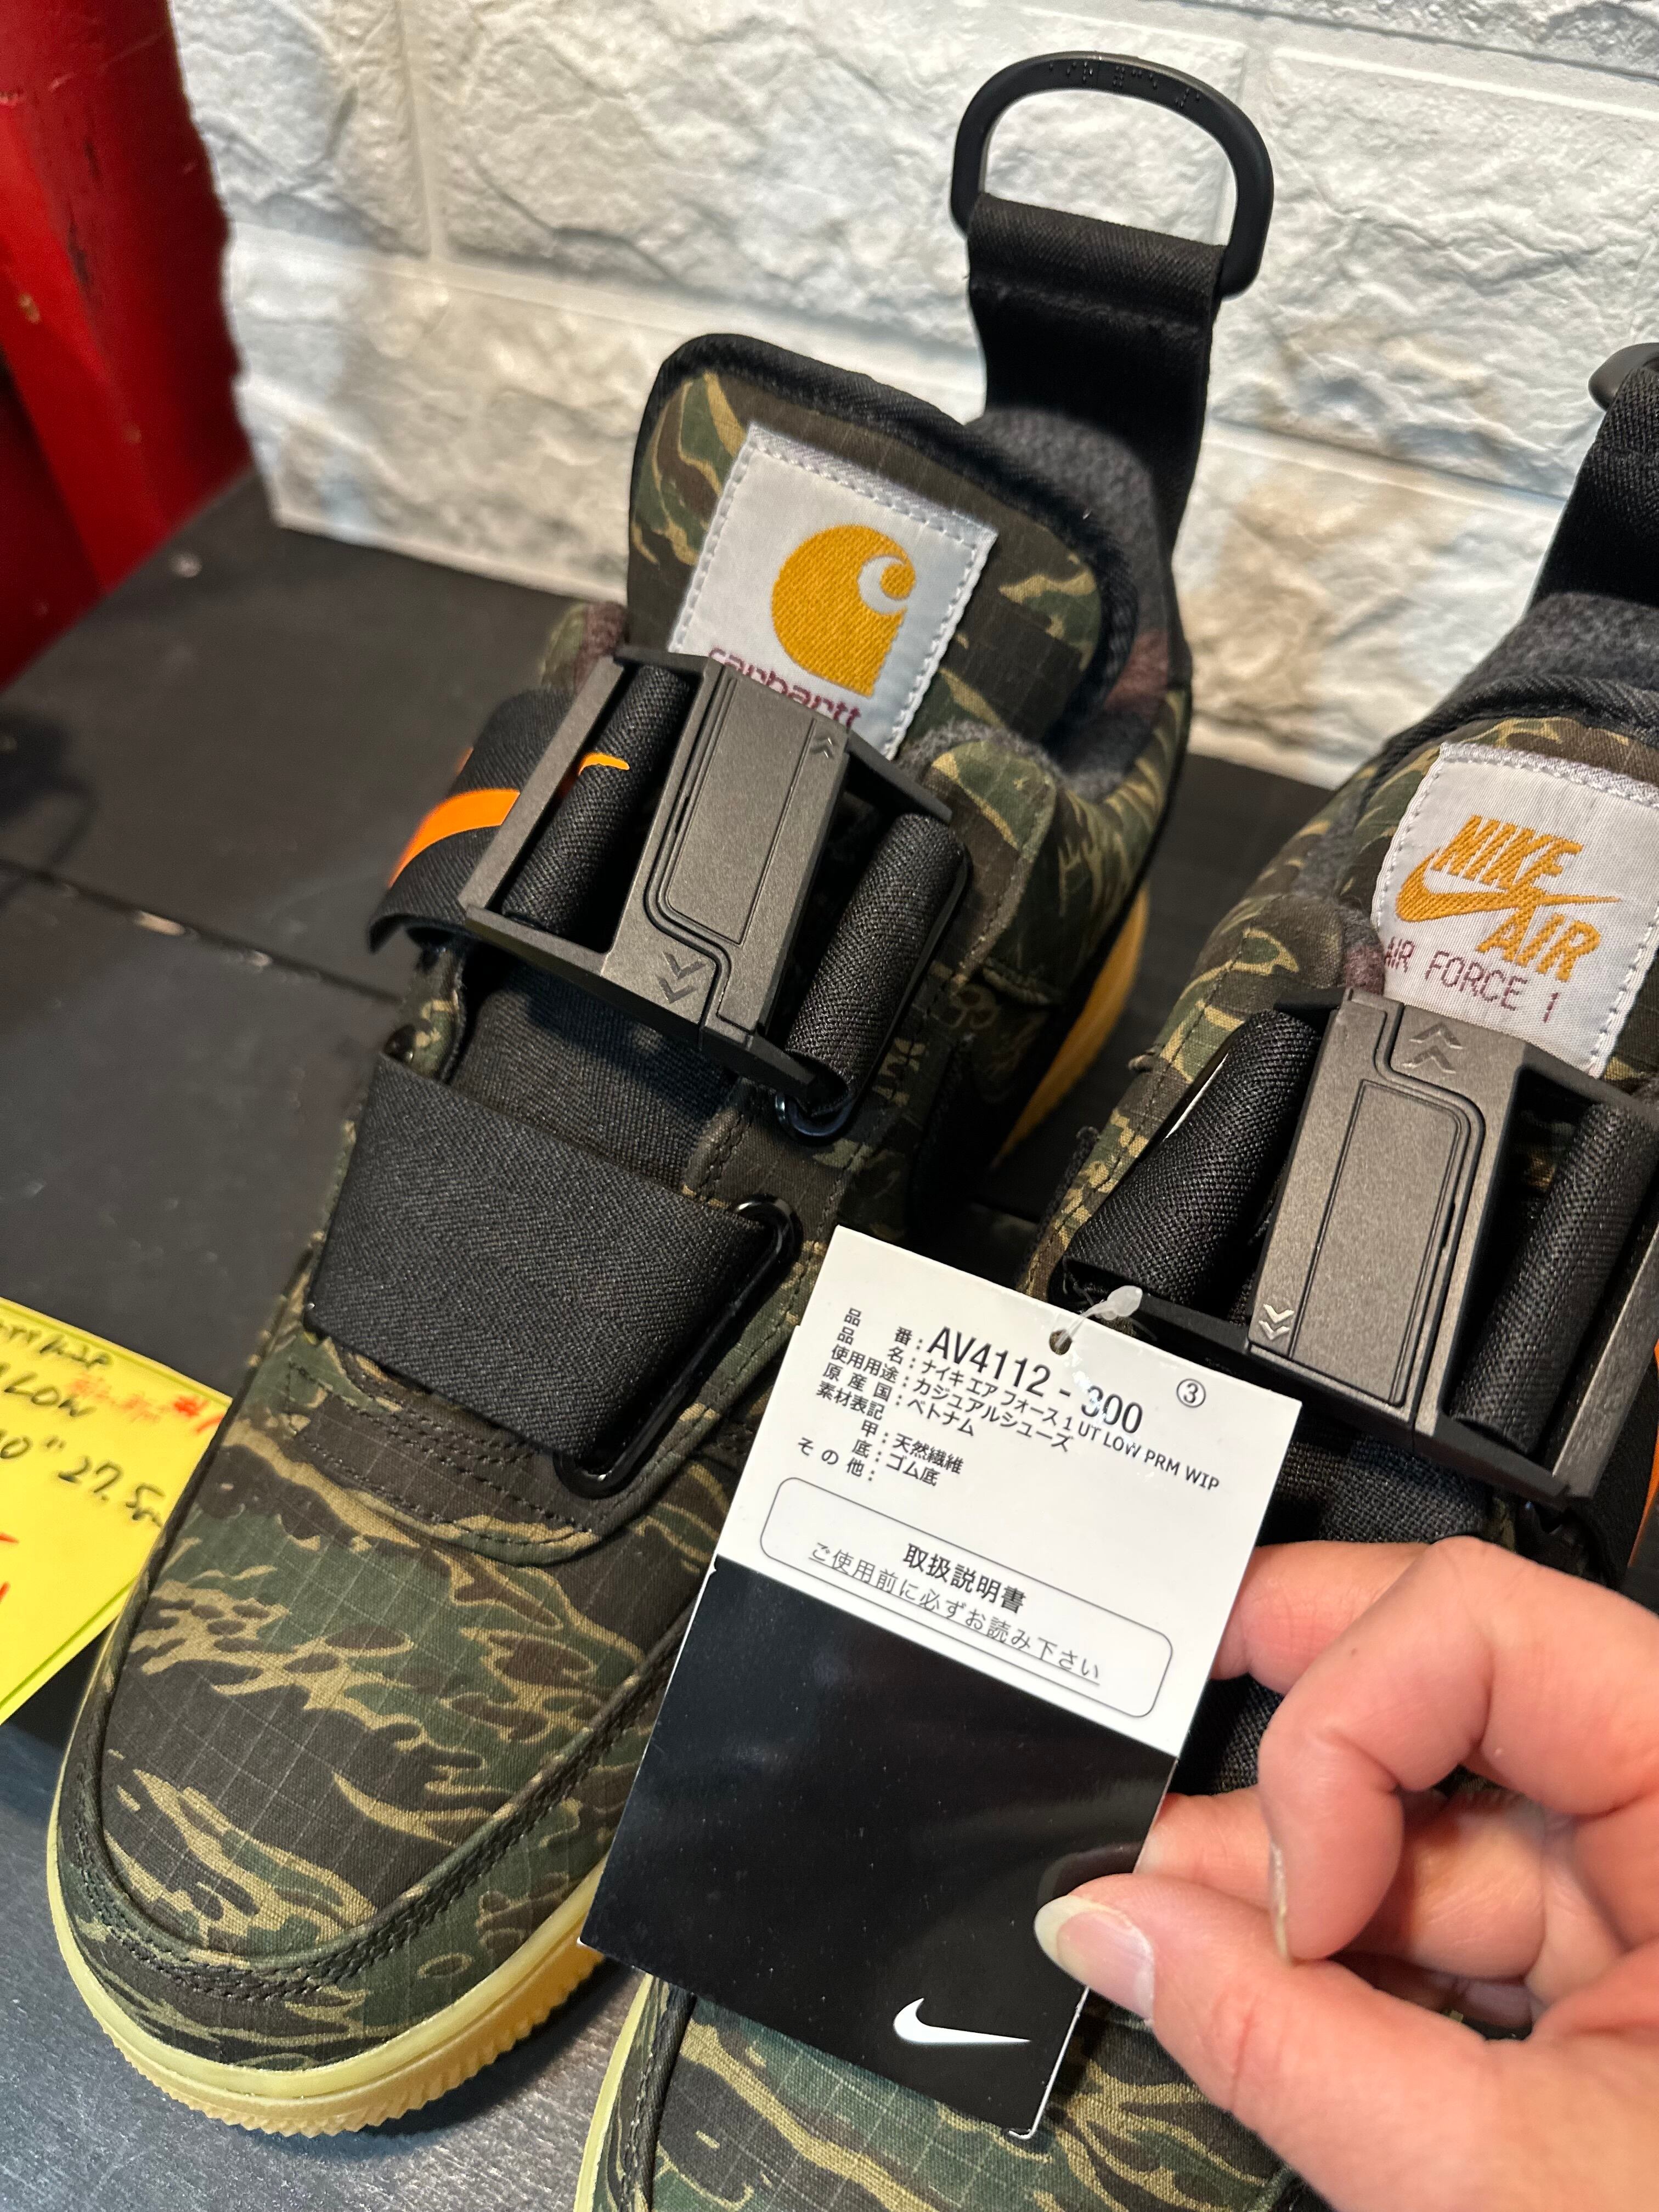 carhartt
NIKE
AIR
AIR FORCE 1
品番：AV4112-300 ③
品名：ナイキ エア フォース 1 UT LOW PRM WIP
使用用途：カジュアルシューズ
原産国：ベトナム
素材表記
甲：天然繊維
底：ゴム底
その他：
取扱説明書
ご使用前に必ずお読み下さい
LOW
27.5